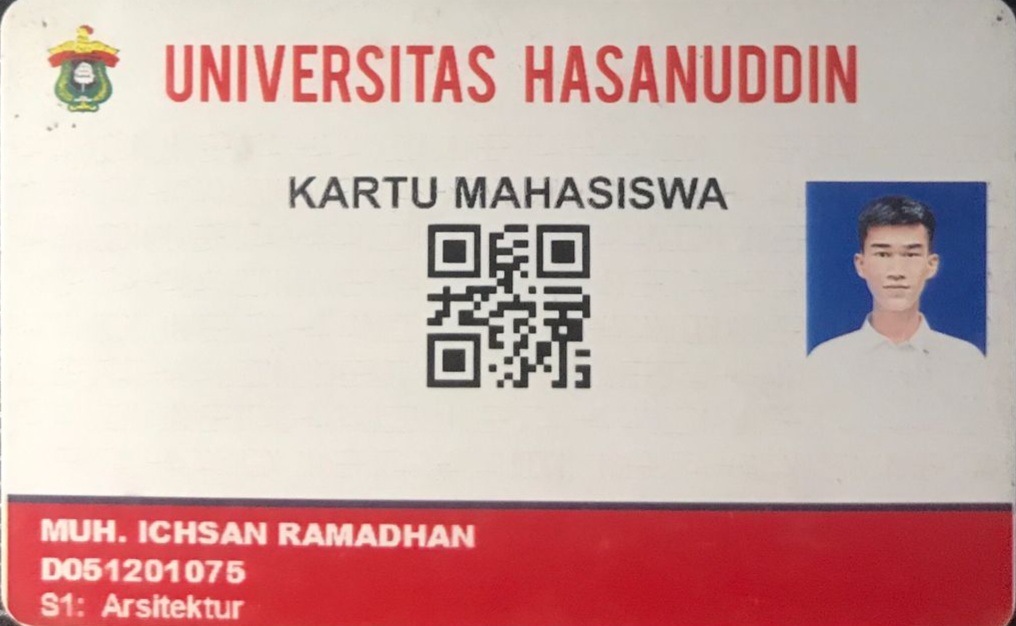 UNIVERSITAS HASANUDDIN
KARTU MAHASISWA
MUH. ICHSAN RAMADHAN
D051201075
S1: Arsitektur